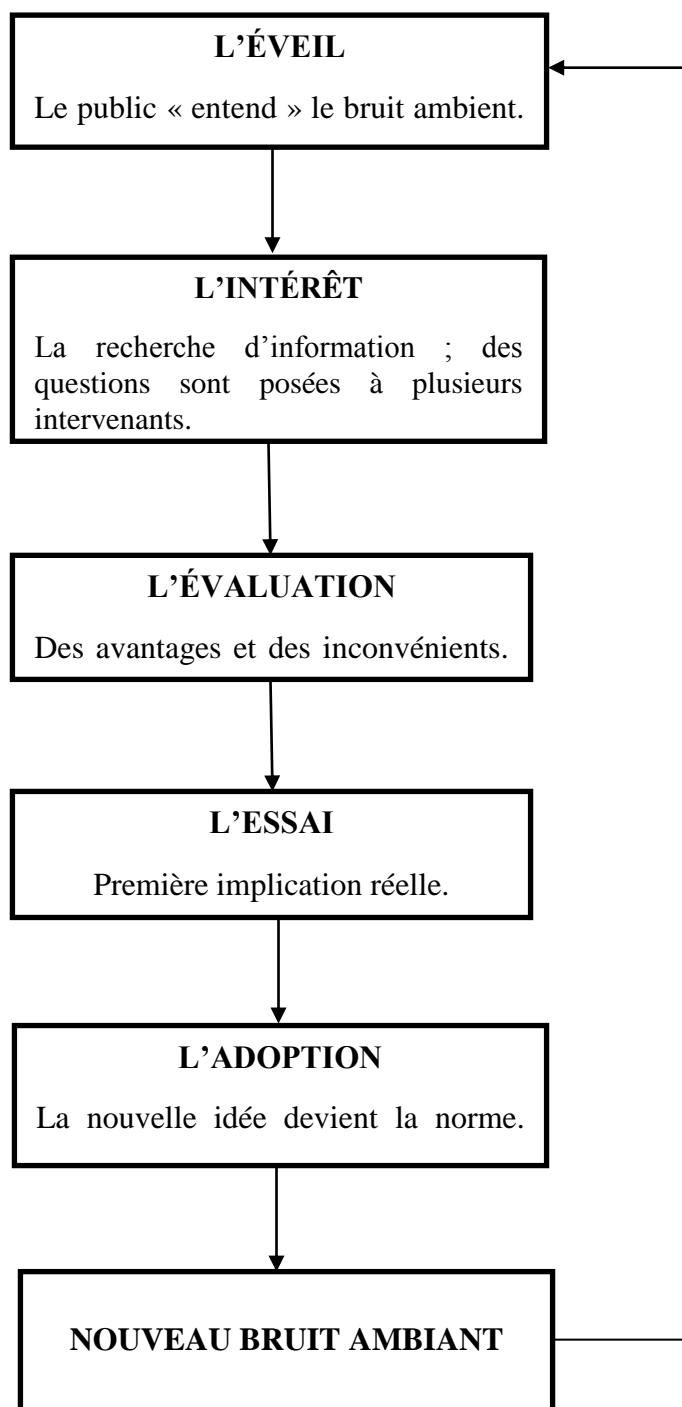 L’ÉVEIL
Le public « entend » le bruit ambient.
L’INTÉRÊT
La recherche d’information ; des
questions sont posées à plusieurs
intervenants.
L’ÉVALUATION
Des avantages et des inconvénients.
L’ESSAI
Première implication réelle.
L’ADOPTION
La nouvelle idée devient la norme.
NOUVEAU BRUIT AMBIANT